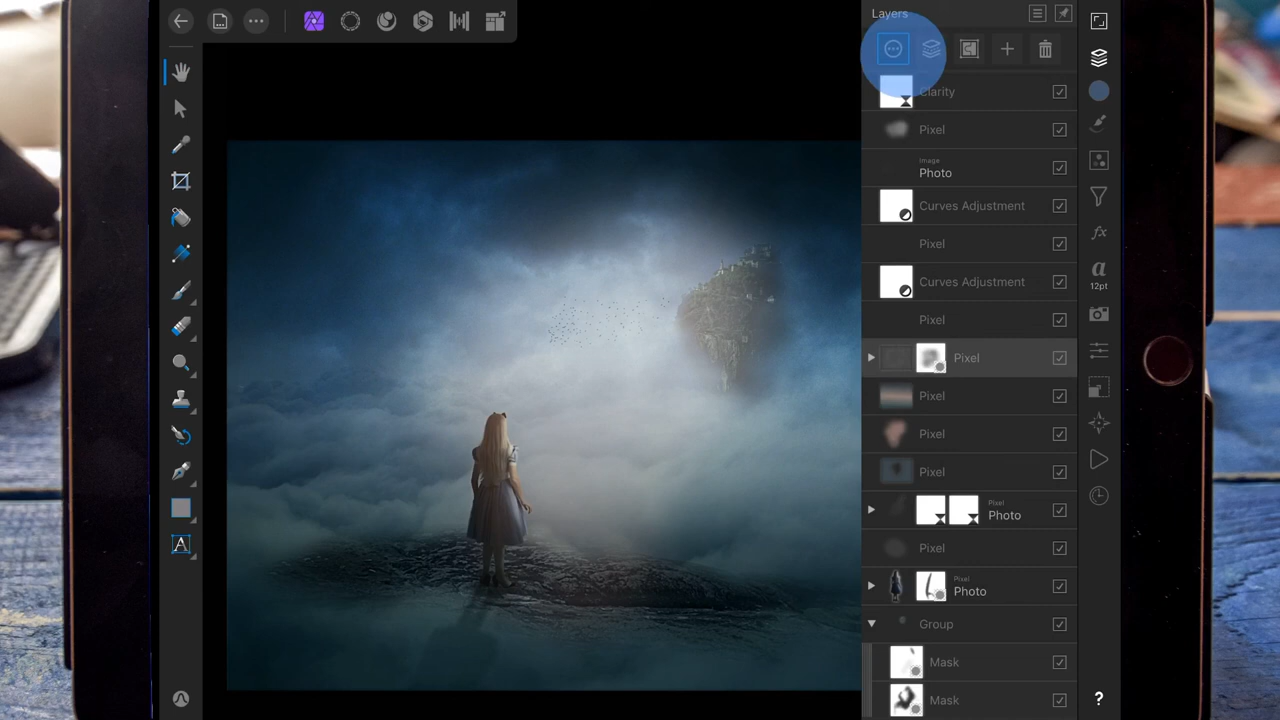 Layers
Clarity
Pixel
Image
Photo
Curves Adjustment
Pixel
Curves Adjustment
Pixel
Pixel
Pixel
Pixel
Pixel
Pixel
Photo
Pixel
Pixel
Photo
Group
Mask
Mask
a
12pt
A
?